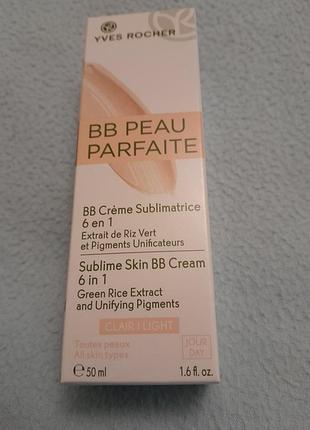 YVES ROCHER
BB PEAU
PARFAITE
BB Crème Sublimatrice
6 en 1
Extrait de Riz Vert
et Pigments Unificateurs
Sublime Skin BB Cream
6 in 1
Green Rice Extract
and Unifying Pigments
CLAIR I LIGHT
Toutes peaux
All skin types
JOUR
DAY
℮ 50 ml
1.6 fl. oz.